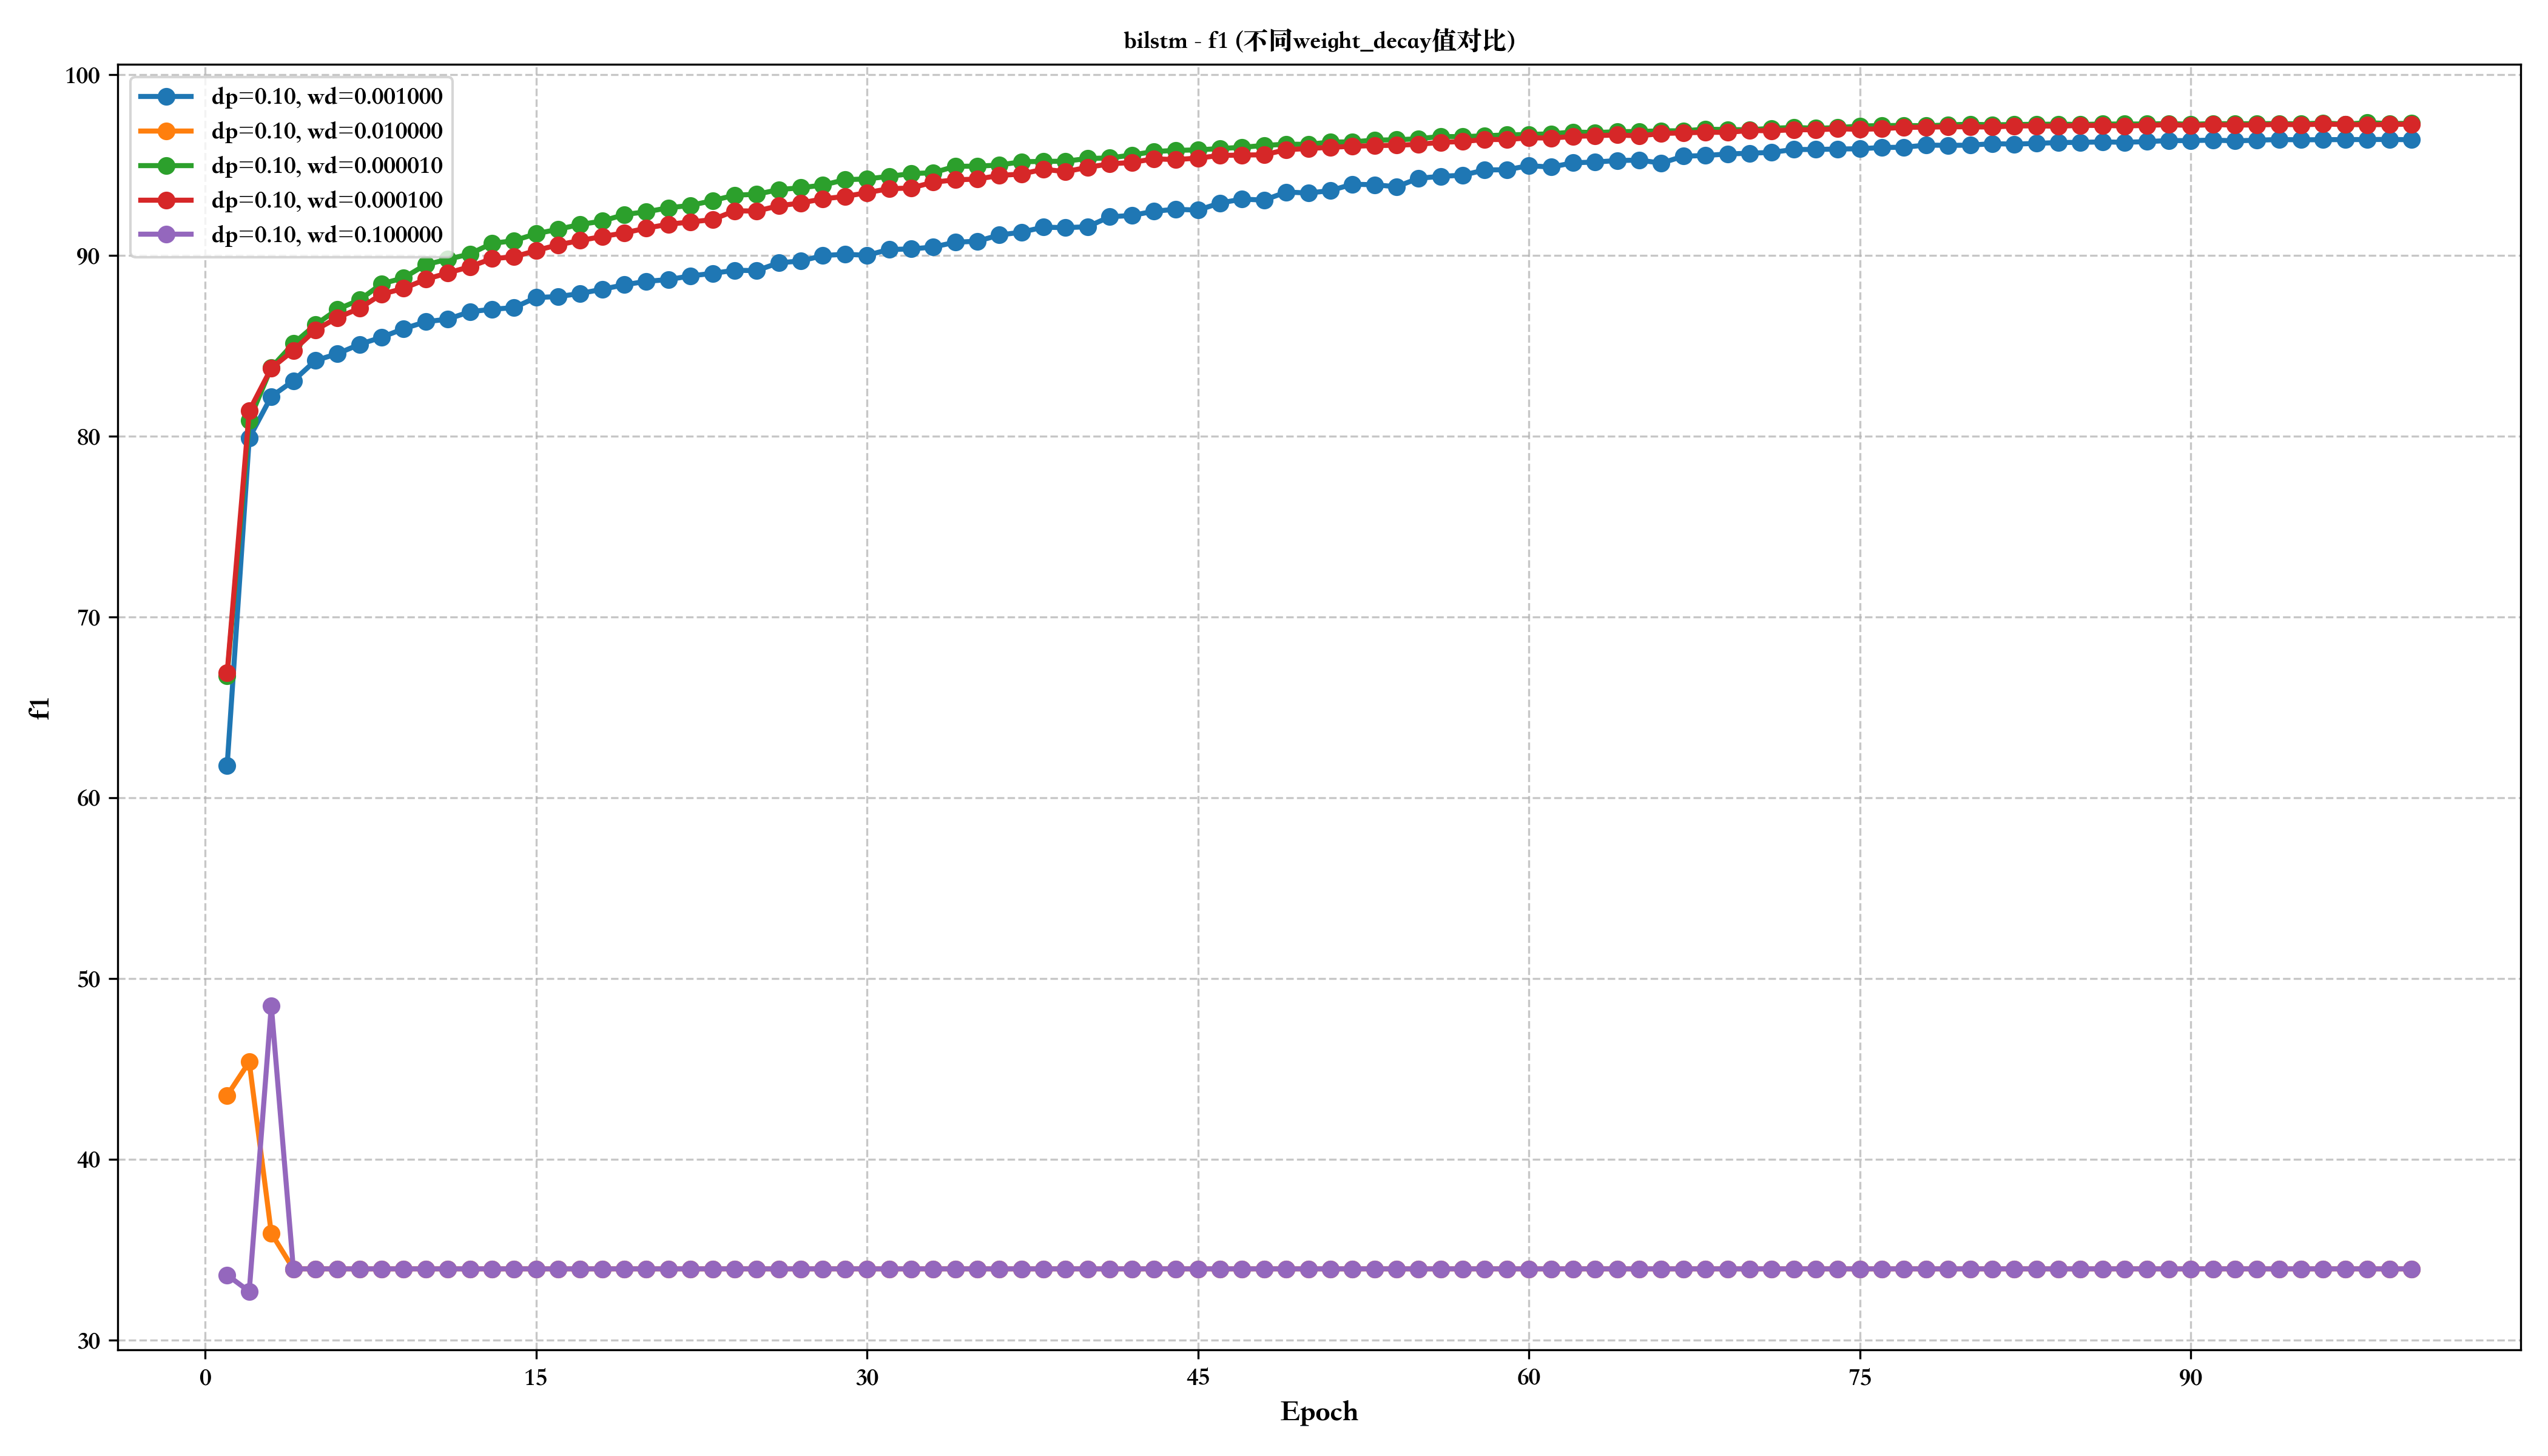 bilstm - f1 (不同weight_decay值对比)
100
90
80
70
60
50
40
30
f1
dp=0.10, wd=0.001000
dp=0.10, wd=0.010000
dp=0.10, wd=0.000010
dp=0.10, wd=0.000100
dp=0.10, wd=0.100000
0 15 30 45 60 75 90
Epoch